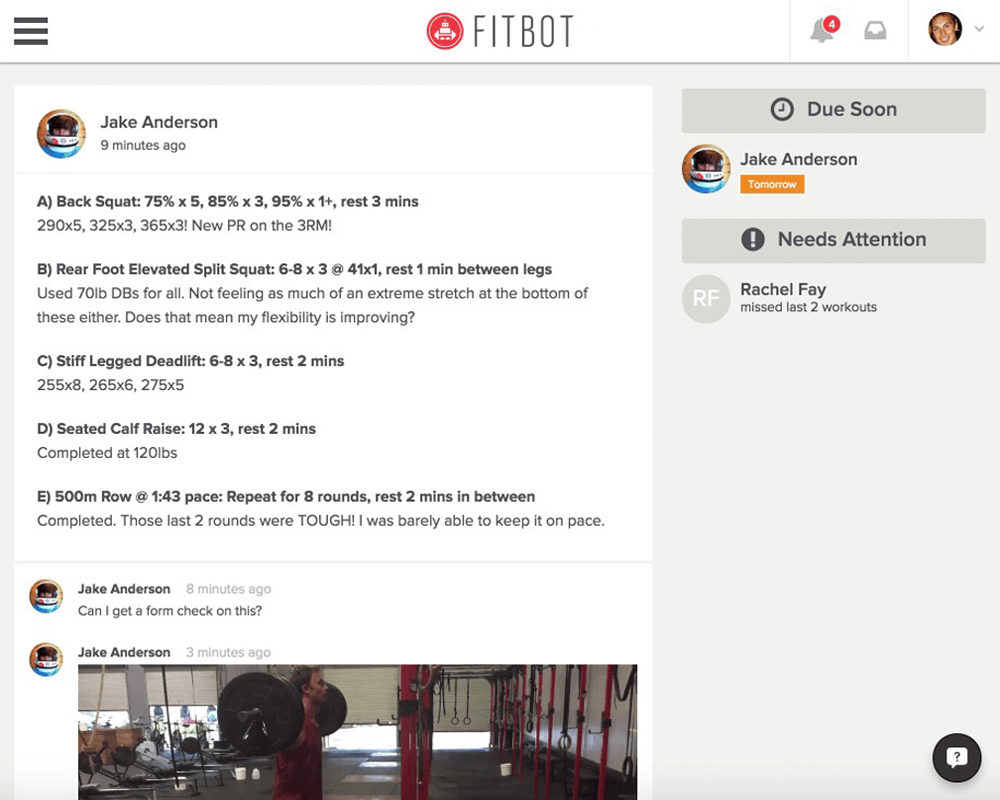 FITBOT
4
Jake Anderson
9 minutes ago
A) Back Squat: 75% x 5, 85% x 3, 95% x 1+, rest 3 mins
290x5, 325x3, 365x3! New PR on the 3RM!
B) Rear Foot Elevated Split Squat: 6-8 x 3 @ 41x1, rest 1 min between legs
Used 70lb DBs for all. Not feeling as much of an extreme stretch at the bottom of
these either. Does that mean my flexibility is improving?
C) Stiff Legged Deadlift: 6-8 x 3, rest 2 mins
255x8, 265x6, 275x5
D) Seated Calf Raise: 12 x 3, rest 2 mins
Completed at 120lbs
E) 500m Row @ 1:43 pace: Repeat for 8 rounds, rest 2 mins in between
Completed. Those last 2 rounds were TOUGH! I was barely able to keep it on pace.
Jake Anderson 8 minutes ago
Can I get a form check on this?
Jake Anderson 3 minutes ago
Due Soon
Jake Anderson
Tomorrow
Needs Attention
RF
Rachel Fay
missed last 2 workouts
?